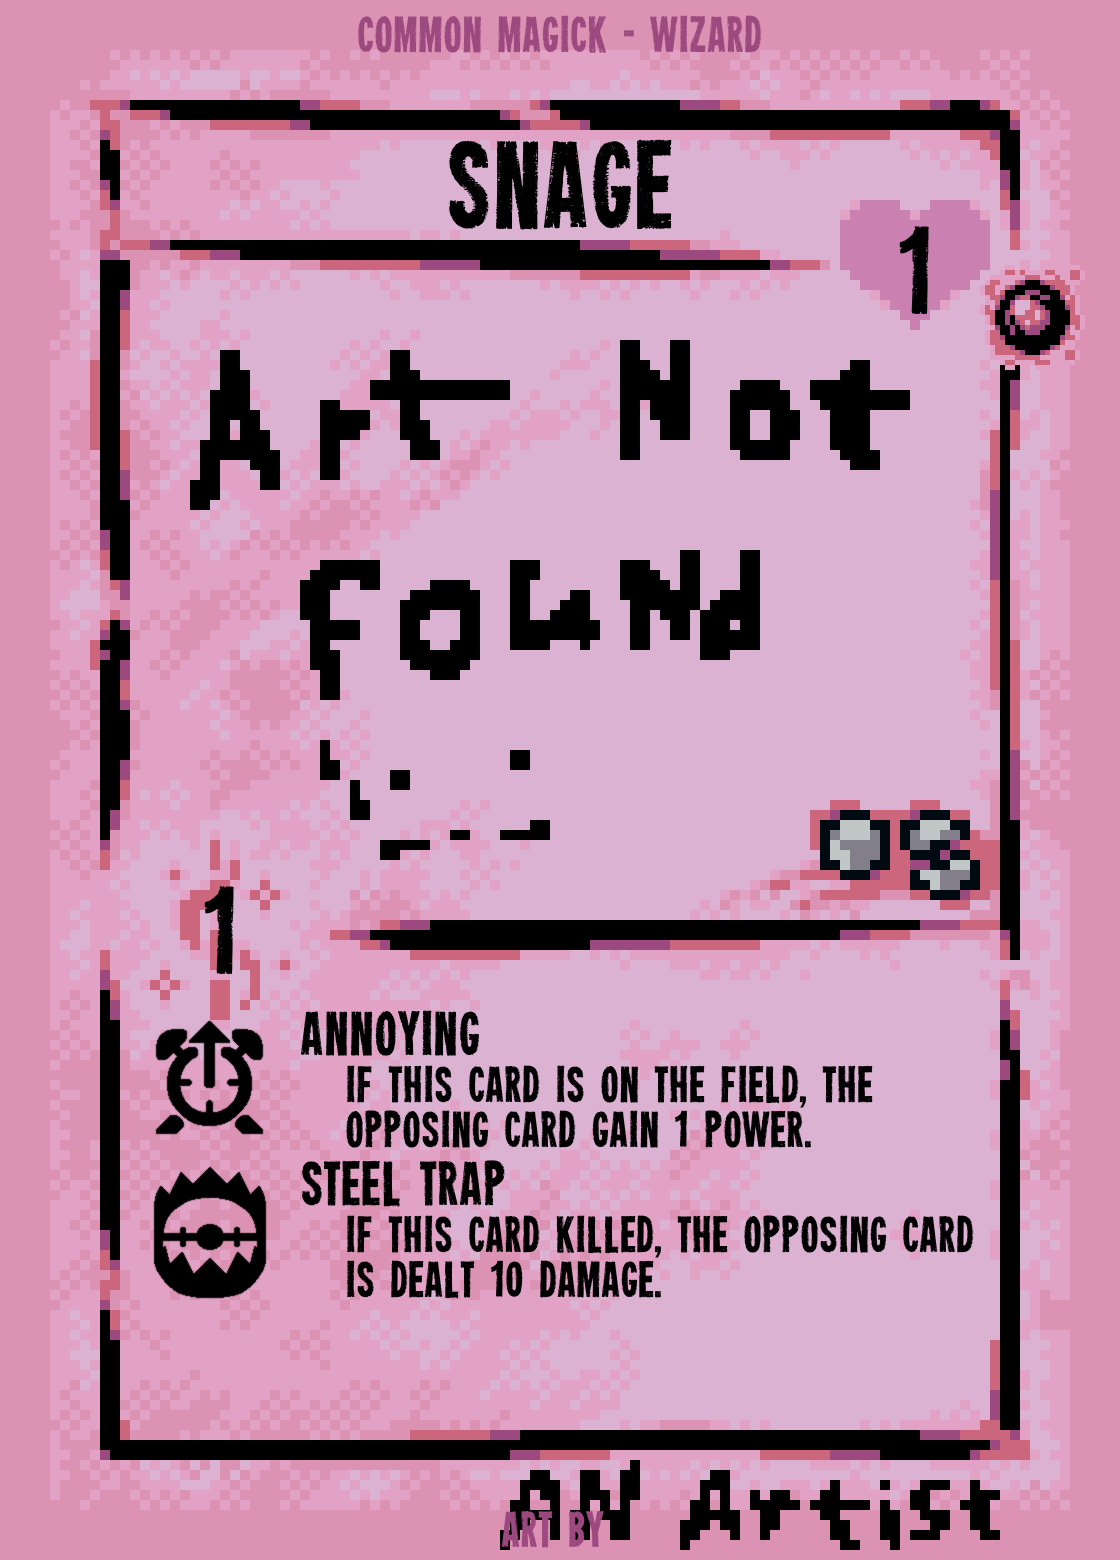 COMMON MAGICK - WIZARD
SNAGE
1
Art Not
Found
1
ANNOYING
IF THIS CARD IS ON THE FIELD, THE
OPPOSING CARD GAIN 1 POWER.
STEEL TRAP
IF THIS CARD KILLED, THE OPPOSING CARD
IS DEALT 10 DAMAGE.
ART BY AN Artist